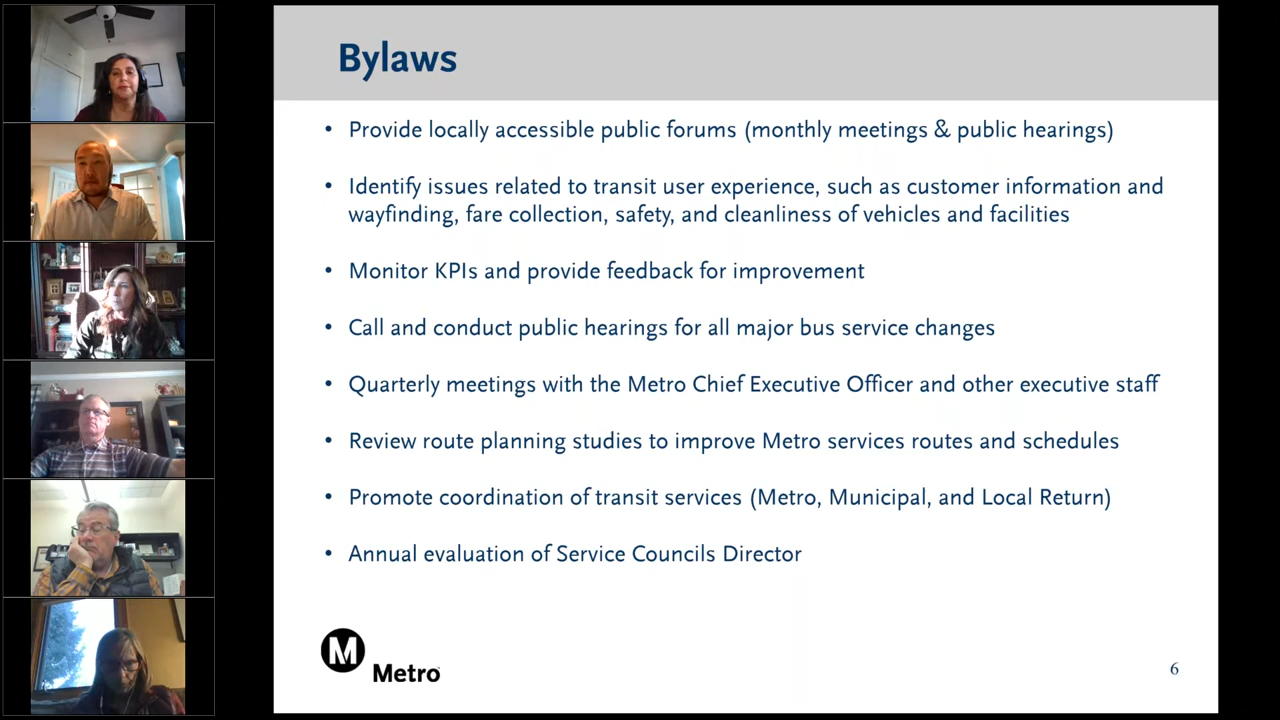 Bylaws
• Provide locally accessible public forums (monthly meetings & public hearings)
• Identify issues related to transit user experience, such as customer information and
wayfinding, fare collection, safety, and cleanliness of vehicles and facilities
• Monitor KPIs and provide feedback for improvement
• Call and conduct public hearings for all major bus service changes
• Quarterly meetings with the Metro Chief Executive Officer and other executive staff
• Review route planning studies to improve Metro services routes and schedules
• Promote coordination of transit services (Metro, Municipal, and Local Return)
• Annual evaluation of Service Councils Director
M
Metro
6